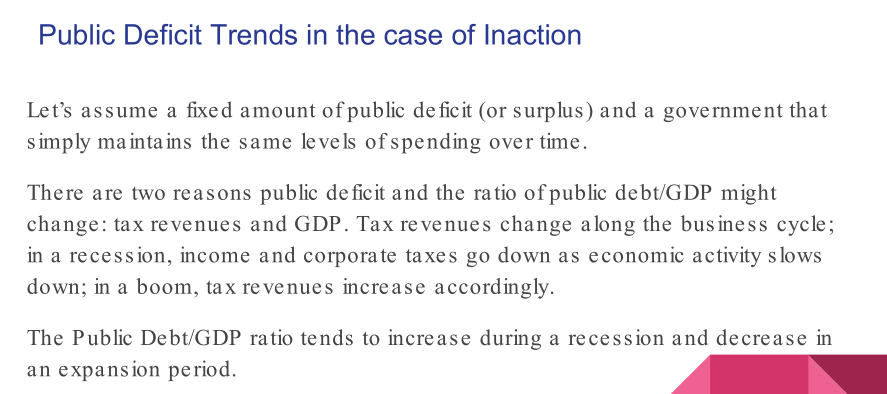 Public Deficit Trends in the case of Inaction
Let’s assume a fixed amount of public deficit (or surplus) and a government that
simply maintains the same levels of spending over time.
There are two reasons public deficit and the ratio of public debt/GDP might
change: tax revenues and GDP. Tax revenues change along the business cycle;
in a recession, income and corporate taxes go down as economic activity slows
down; in a boom, tax revenues increase accordingly.
The Public Debt/GDP ratio tends to increase during a recession and decrease in
an expansion period.